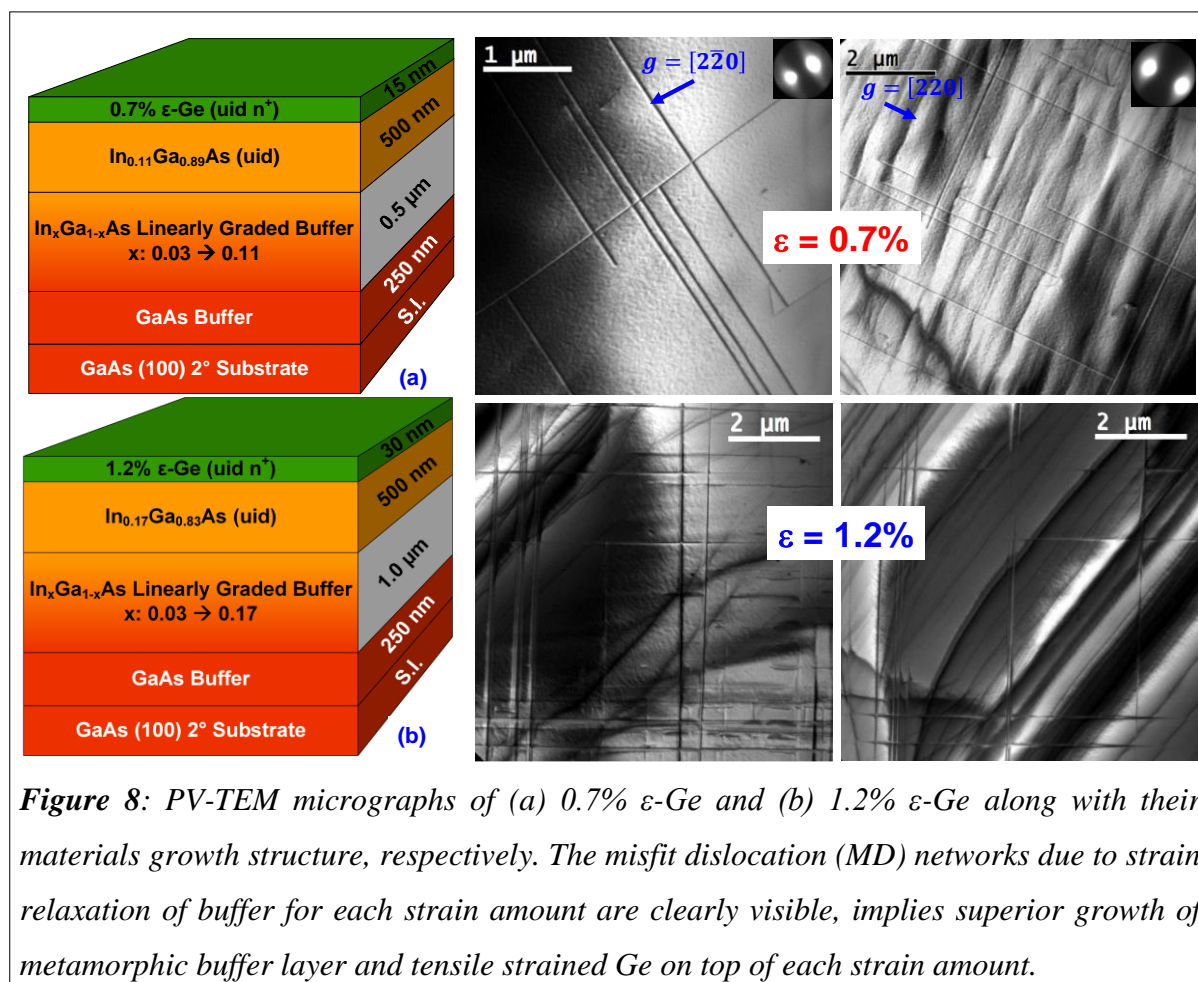 15 nm
0.7% ε-Ge (uid n⁺)
500 nm
In₀.₁₁Ga₀.₈₉As (uid)
0.5 µm
InₓGa₁₋ₓAs Linearly Graded Buffer
x: 0.03 → 0.11
250 nm
GaAs Buffer
S.I.
GaAs (100) 2° Substrate
(a)
1 µm
g = [22̅0]
2 µm
g = [220]
ε = 0.7%
30 nm
1.2% ε-Ge (uid n⁺)
500 nm
In₀.₁₇Ga₀.₈₃As (uid)
1.0 µm
InₓGa₁₋ₓAs Linearly Graded Buffer
x: 0.03 → 0.17
250 nm
GaAs Buffer
S.I.
GaAs (100) 2° Substrate
(b)
2 µm
2 µm
ε = 1.2%
Figure 8: PV-TEM micrographs of (a) 0.7% ε-Ge and (b) 1.2% ε-Ge along with their
materials growth structure, respectively. The misfit dislocation (MD) networks due to strain
relaxation of buffer for each strain amount are clearly visible, implies superior growth of
metamorphic buffer layer and tensile strained Ge on top of each strain amount.